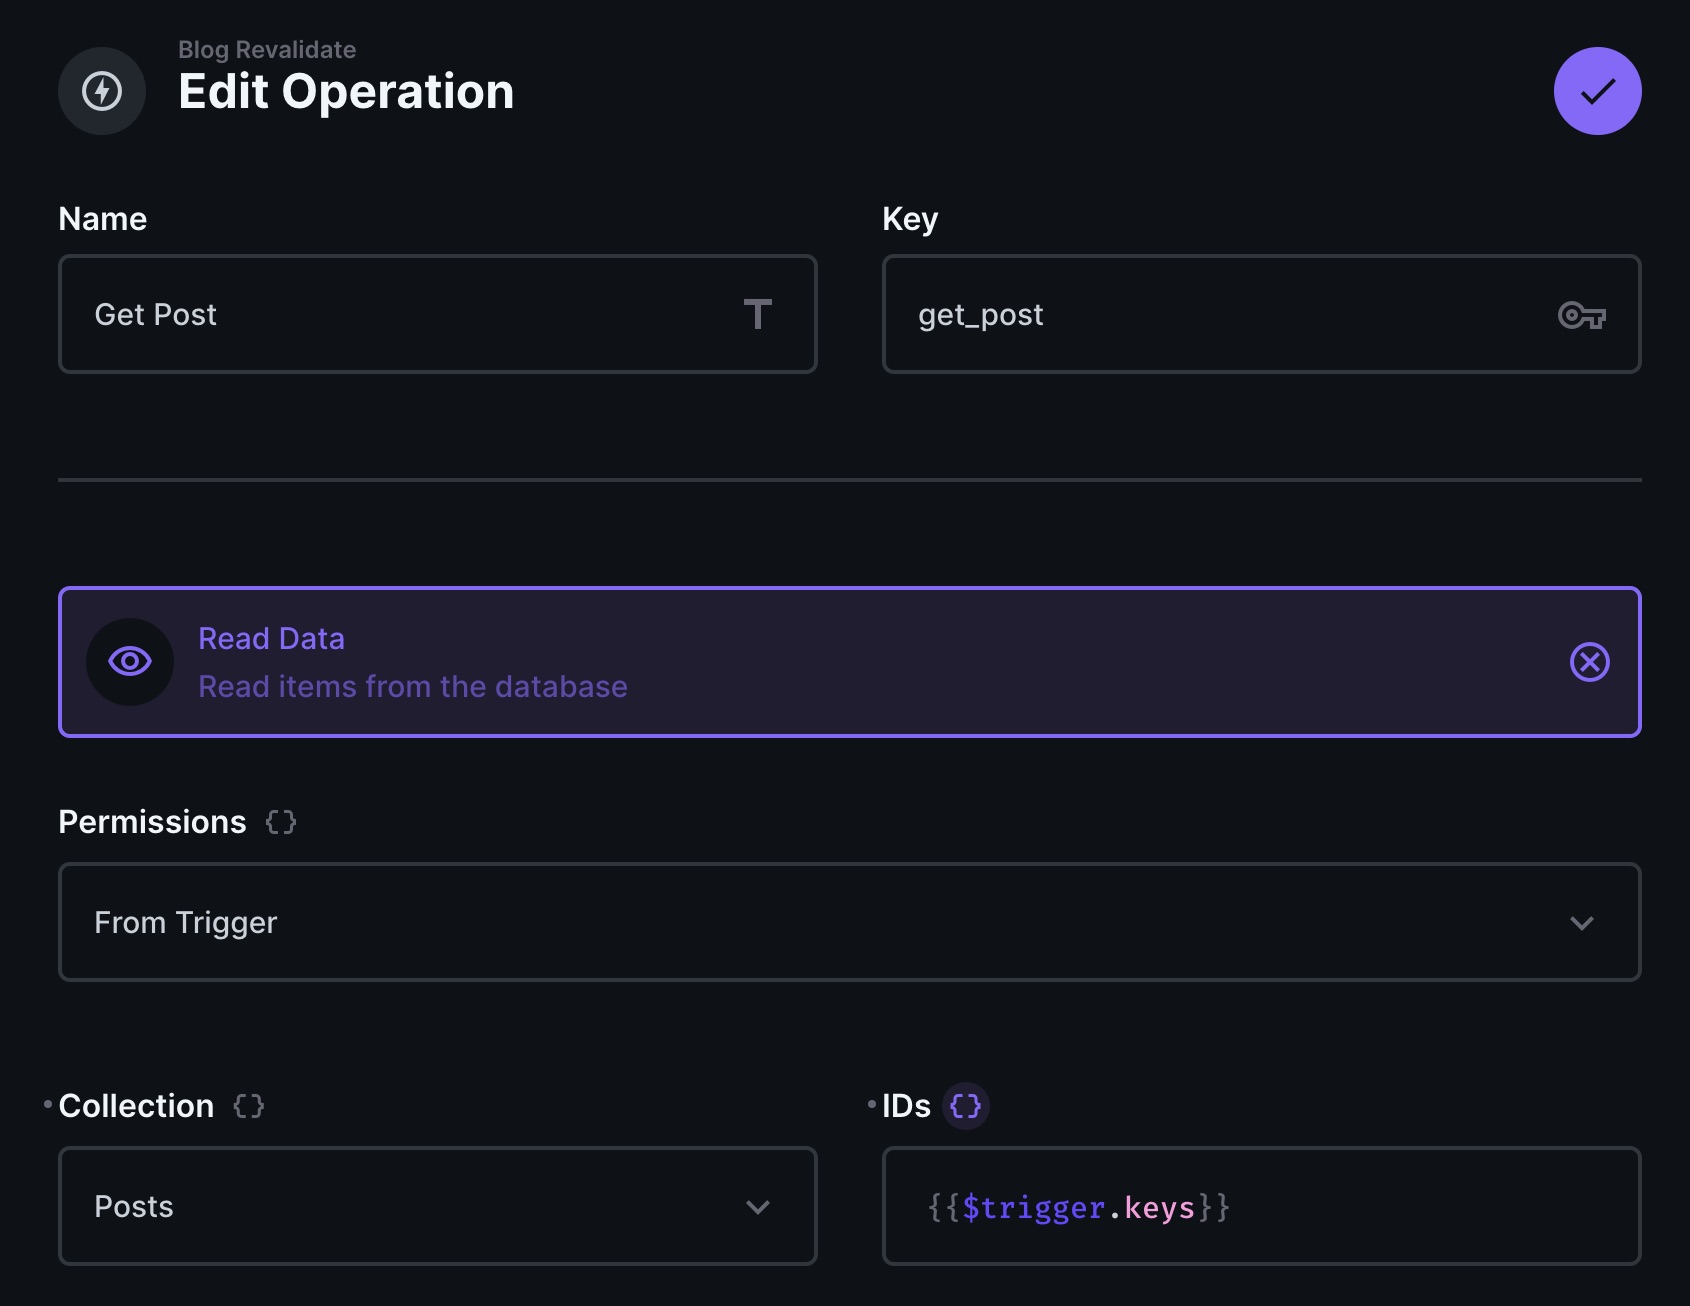 Blog Revalidate
Edit Operation
Name
Key
Get Post
get_post
Read Data
Read items from the database
Permissions {}
From Trigger
Collection {}
IDs {}
Posts
{{$trigger.keys}}